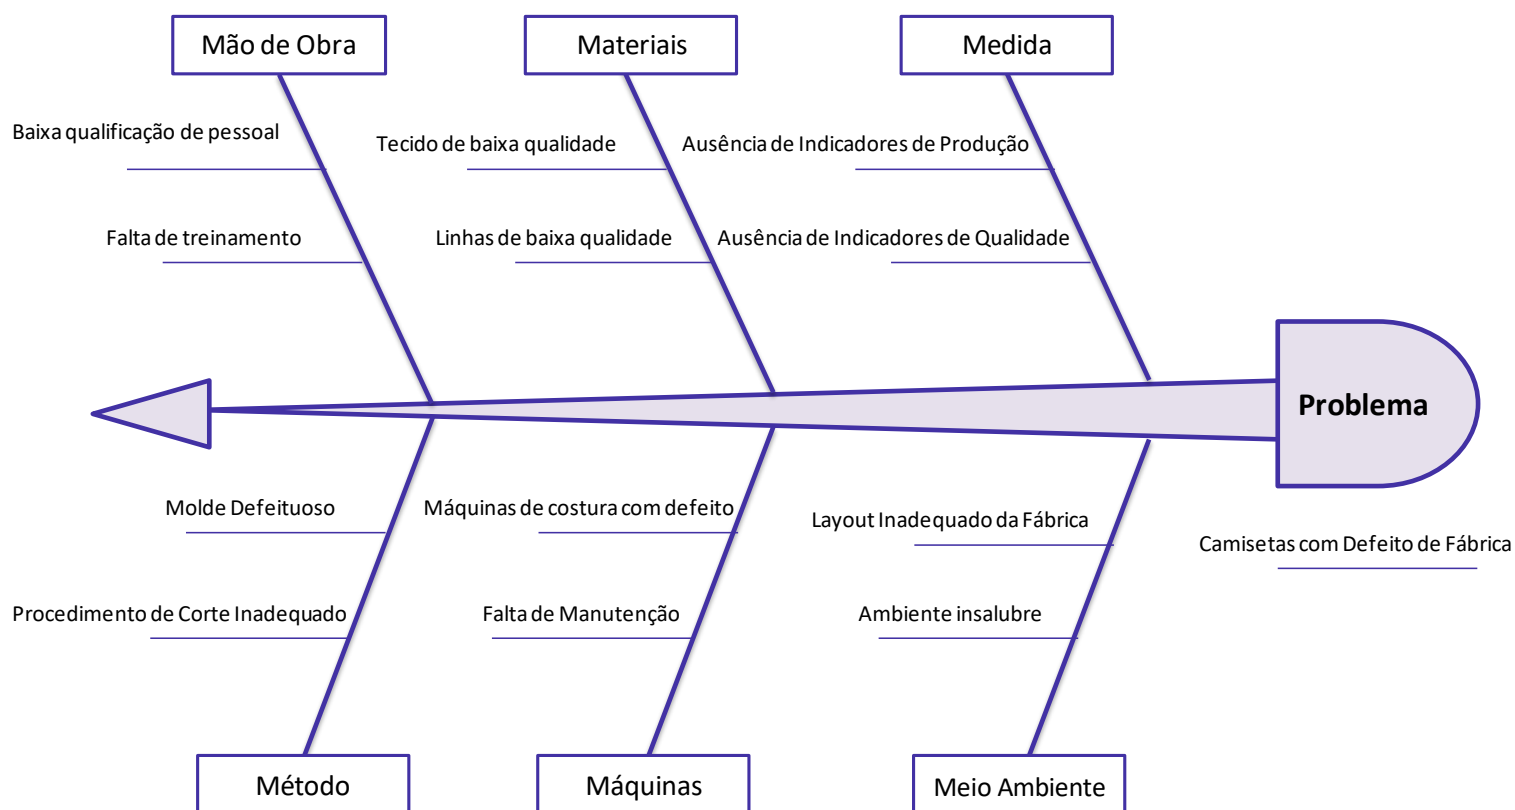 Mão de Obra
Materiais
Medida
Baixa qualificação de pessoal
Tecido de baixa qualidade
Ausência de Indicadores de Produção
Falta de treinamento
Linhas de baixa qualidade
Ausência de Indicadores de Qualidade
Problema
Molde Defeituoso
Máquinas de costura com defeito
Layout Inadequado da Fábrica
Camisetas com Defeito de Fábrica
Procedimento de Corte Inadequado
Falta de Manutenção
Ambiente insalubre
Método
Máquinas
Meio Ambiente